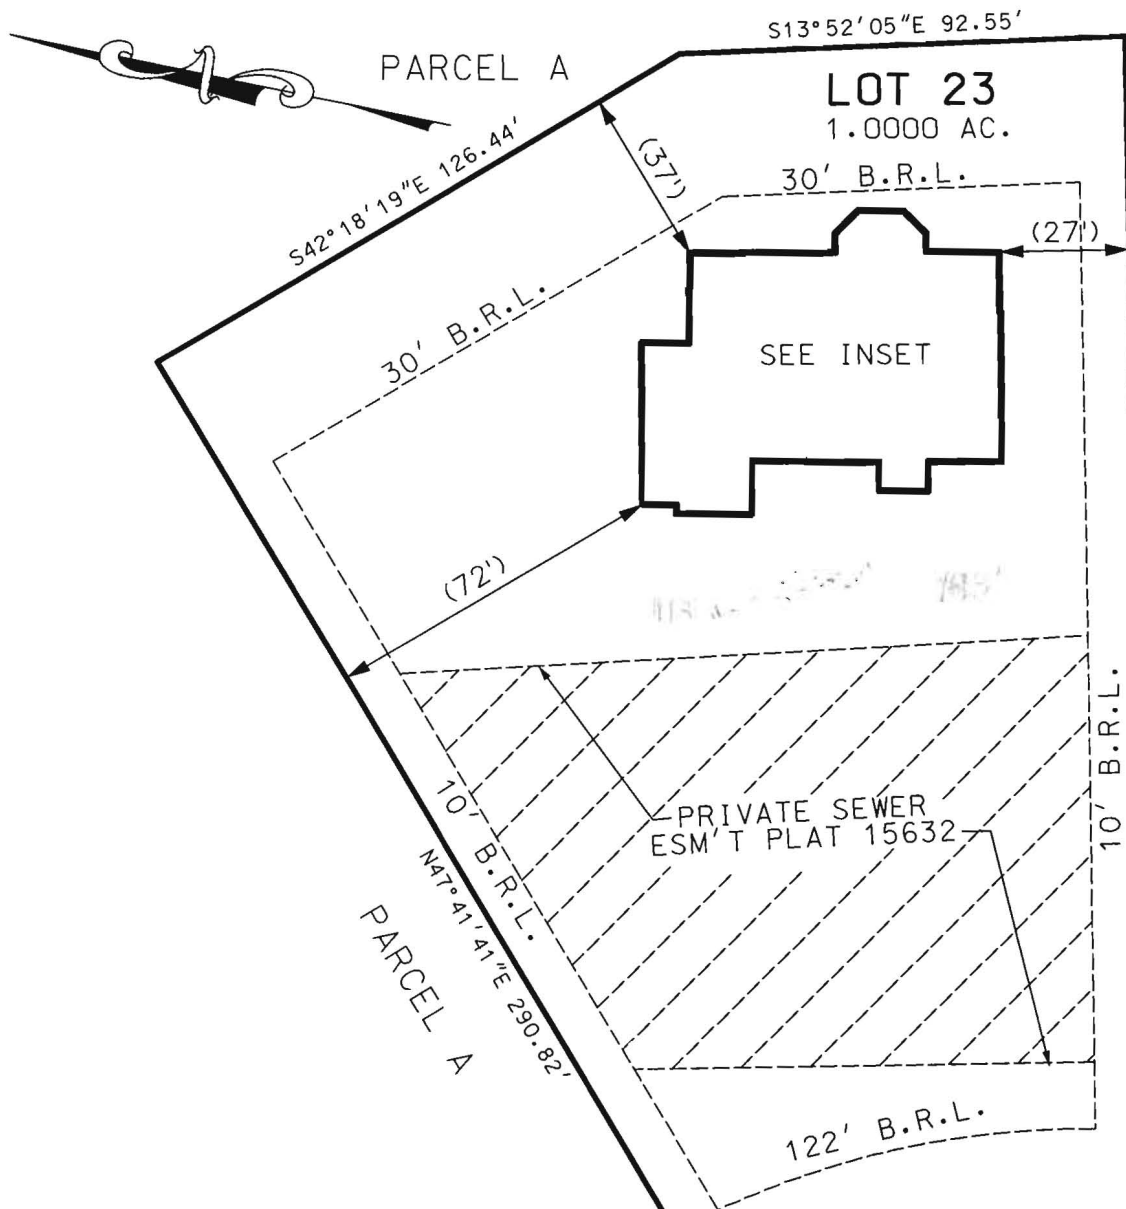 S13°52'05"E 92.55'
PARCEL A
LOT 23
1.0000 AC.
S42°18'19"E 126.44'
(37')
30' B.R.L.
(27')
30' B.R.L.
SEE INSET
(72')
10' B.R.L.
PRIVATE SEWER
ESM'T PLAT 15632
10' B.R.L.
N47°41'41"E 290.82'
PARCEL A
122' B.R.L.